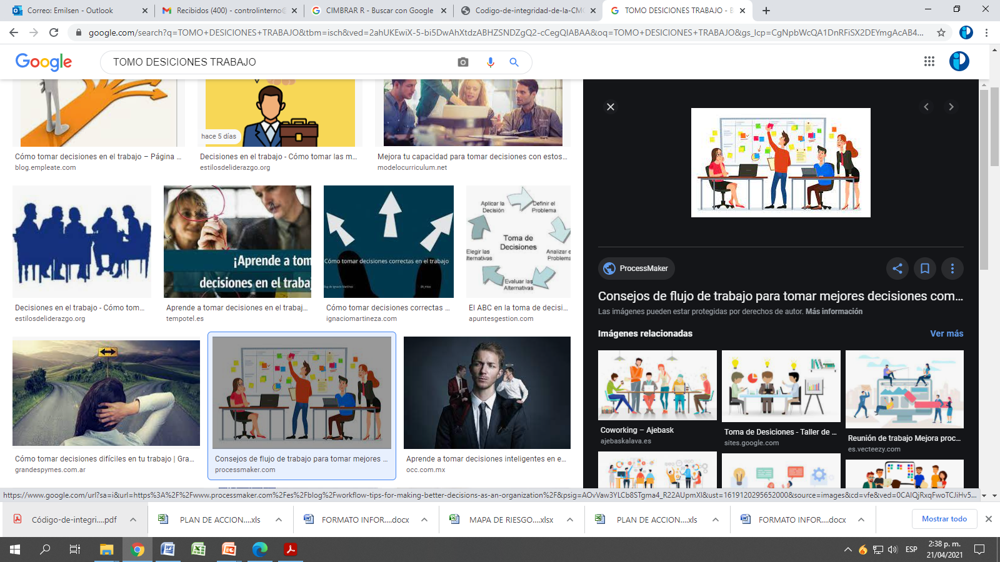 Correo: Emilsen - Outlook
Recibidos (400) - controlinterno
CIMBRAR R - Buscar con Google
Codigo-de-integridad-de-la-CM
TOMO DESICIONES TRABAJO - B
google.com/search?q=TOMO+DESICIONES+TRABAJO&tbm=isch&ved=2ahUKEwiX-5-bi5DwAhXtdzABHZSNDZgQ2-cCegQIABAA&oq=TOMO+DESICIONES+TRABAJO&gs_lcp=CgNpbWcQA1DnRFiSX2DEYmgAcAB4...
Google
TOMO DESICIONES TRABAJO
hace 5 días
Cómo tomar decisiones en el trabajo – Página ...
blog.empleate.com
Decisiones en el trabajo - Cómo tomar las m...
estilosdeliderazgo.org
Mejora tu capacidad para tomar decisiones con estos...
modelocurriculum.net
¡Aprende a tom
decisiones en el traba
Cómo tomar decisiones correctas en el trabajo
Aplicar la
Decisión
Definir el
Problema
Toma de
Decisiones
Elegir las
lternativas
Analizar e
Problema
Evaluar las
Alternativas
Decisiones en el trabajo - Cómo tom...
estilosdeliderazgo.org
Aprende a tomar decisiones en el trabaj...
tempotel.es
Cómo tomar decisiones correctas ...
ignaciomartineza.com
El ABC en la toma de decisi...
apuntesgestion.com
Cómo tomar decisiones difíciles en tu trabajo | Gra...
grandespymes.com.ar
Consejos de flujo de trabajo para tomar mejores ...
processmaker.com
Aprende a tomar decisiones inteligentes en e...
occ.com.mx
ProcessMaker
Consejos de flujo de trabajo para tomar mejores decisiones com...
Las imágenes pueden estar protegidas por derechos de autor. Más información
Imágenes relacionadas
Ver más
Coworking – Ajebask
ajebaskalava.es
Toma de Desiciones - Taller de ...
sites.google.com
Reunión de trabajo Mejora proc...
es.vecteezy.com
https://www.google.com/url?sa=i&url=https%3A%2F%2Fwww.processmaker.com%2Fes%2Fblog%2Fworkflow-tips-for-making-better-decisions-as-an-organization%2F&psig=AOvVaw3YLCb8STgma4_R22AUpmXl&ust=1619120295652000&source=images&cd=vfe&ved=0CAIQjRxqFwoTCJiHv5...
Código-de-integri....pdf
PLAN DE ACCION....xls
FORMATO INFOR....docx
MAPA DE RIESGO....xlsx
PLAN DE ACCION....xls
FORMATO INFOR....docx
Mostrar todo
ESP
2:38 p. m.
21/04/2021